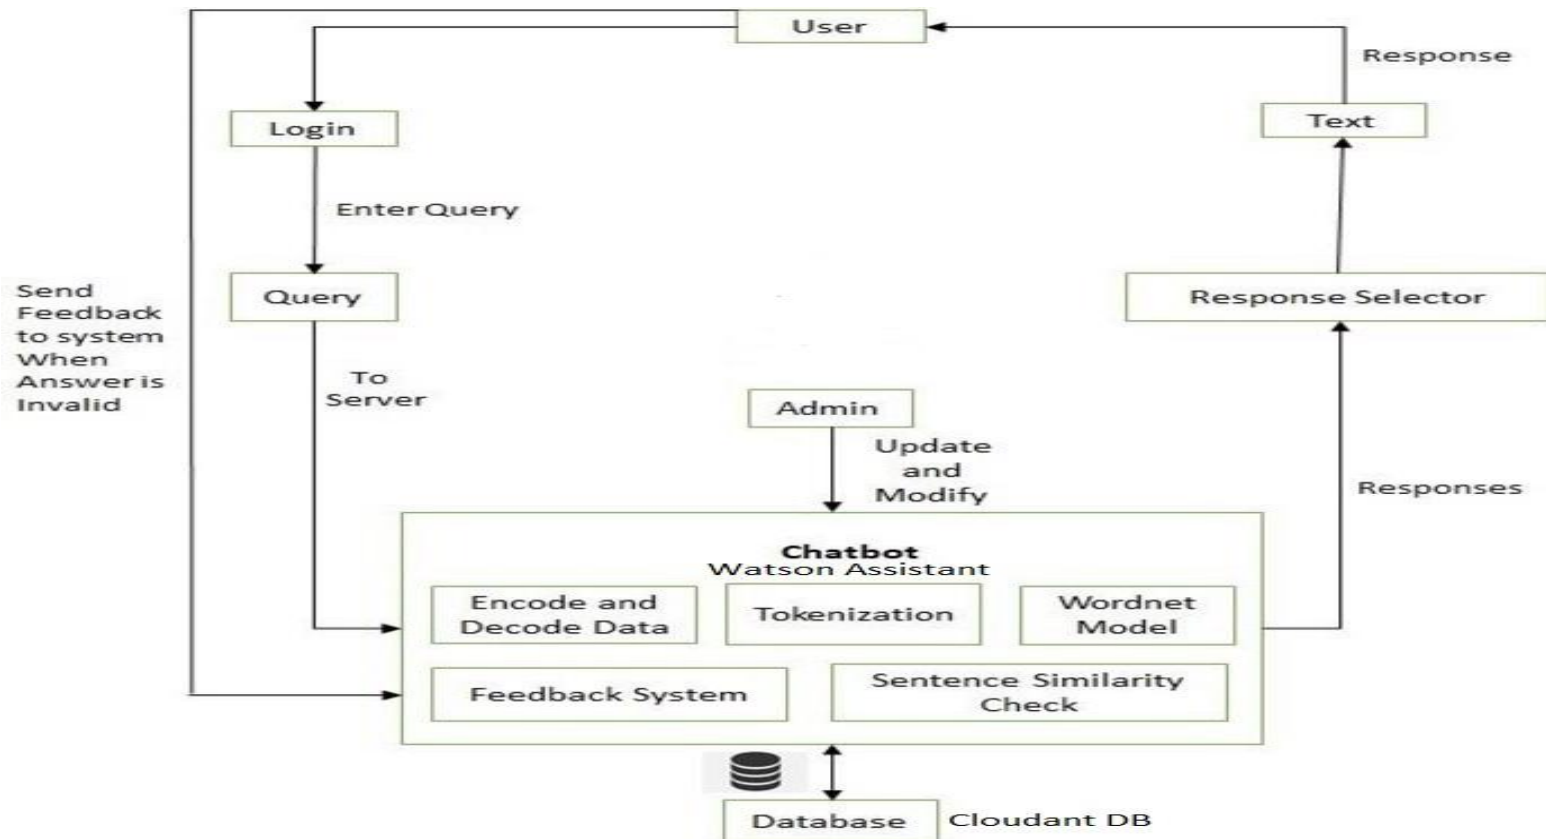 User
Response
Text
Login
Enter Query
Query
Send
Feedback
to system
When
Answer is
Invalid
To
Server
Response Selector
Admin
Update
and
Modify
Responses
Chatbot
Watson Assistant
Encode and
Decode Data
Tokenization
Wordnet
Model
Feedback System
Sentence Similarity
Check
Database
Cloudant DB